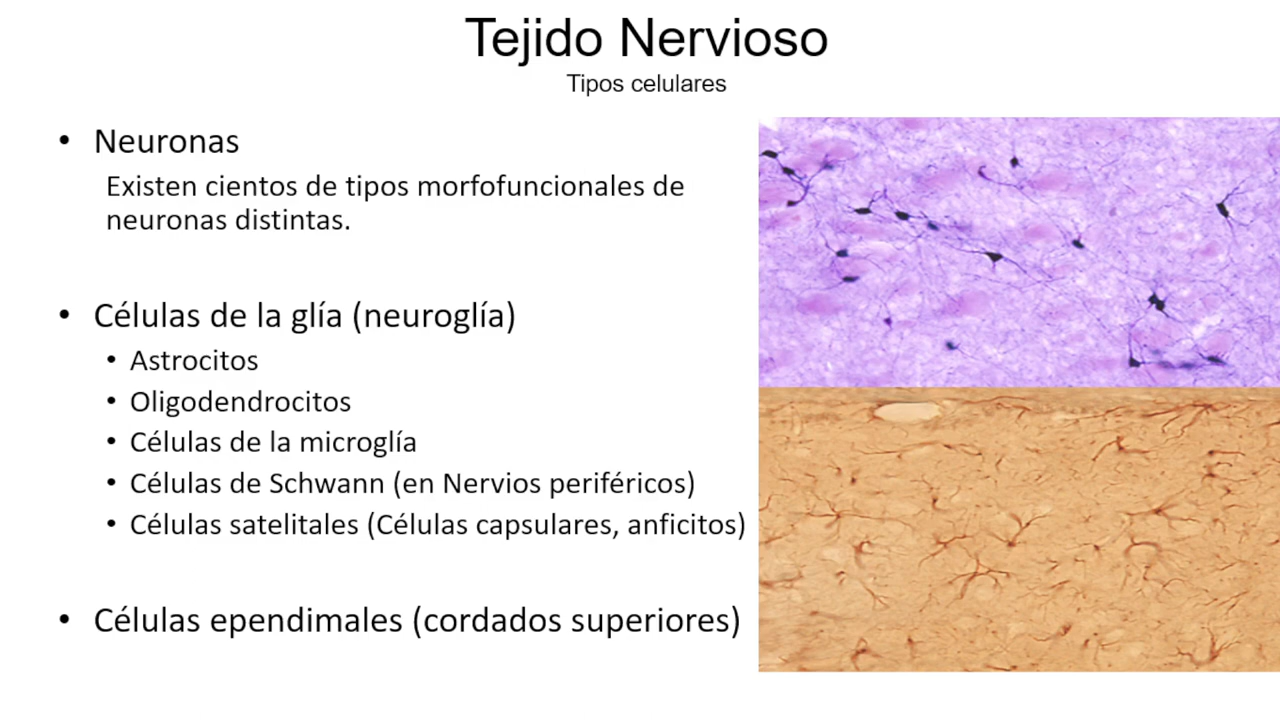 Tejido Nervioso
Tipos celulares
• Neuronas
Existen cientos de tipos morfofuncionales de
neuronas distintas.
• Células de la glía (neuroglía)
• Astrocitos
• Oligodendrocitos
• Células de la microglía
• Células de Schwann (en Nervios periféricos)
• Células satelitales (Células capsulares, anficitos)
• Células ependimales (cordados superiores)